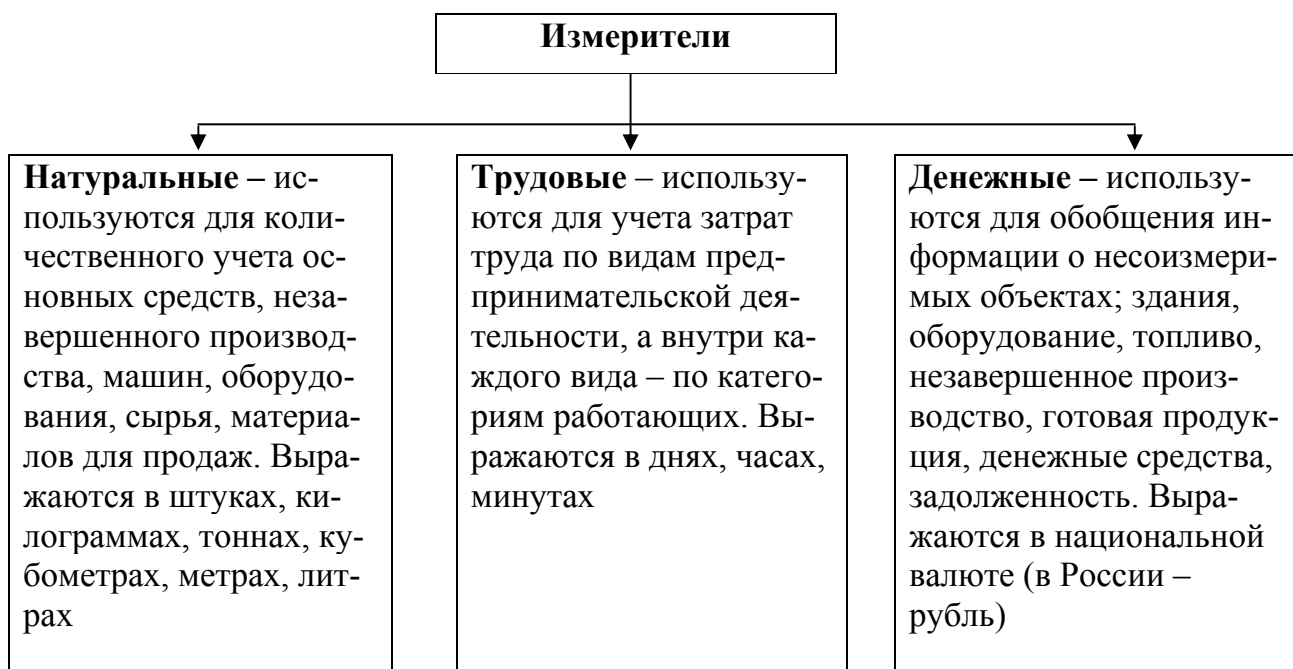 Измерители
Натуральные – ис-
пользуются для коли-
чественного учета ос-
новных средств, неза-
вершенного производ-
ства, машин, оборудо-
вания, сырья, материа-
лов для продаж. Выра-
жаются в штуках, ки-
лограммах, тоннах, ку-
бометрах, метрах, лит-
рах
Трудовые – использу-
ются для учета затрат
труда по видам пред-
принимательской дея-
тельности, а внутри ка-
ждого вида – по катего-
риям работающих. Вы-
ражаются в днях, часах,
минутах
Денежные – использу-
ются для обобщения ин-
формации о несоизмери-
мых объектах; здания,
оборудование, топливо,
незавершенное произ-
водство, готовая продук-
ция, денежные средства,
задолженность. Выра-
жаются в национальной
валюте (в России –
рубль)